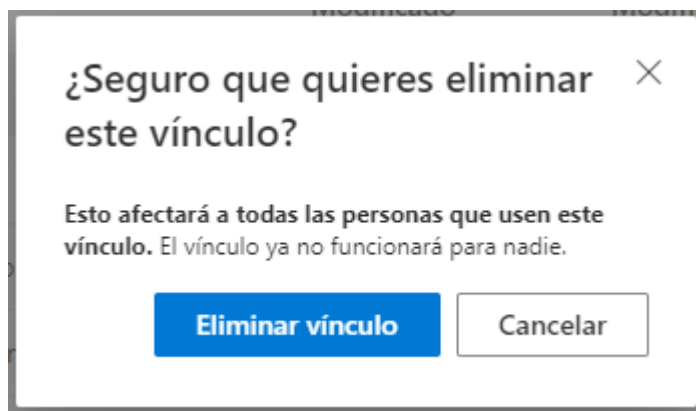 ¿Seguro que quieres eliminar
este vínculo?
Esto afectará a todas las personas que usen este
vínculo. El vínculo ya no funcionará para nadie.
Eliminar vínculo
Cancelar